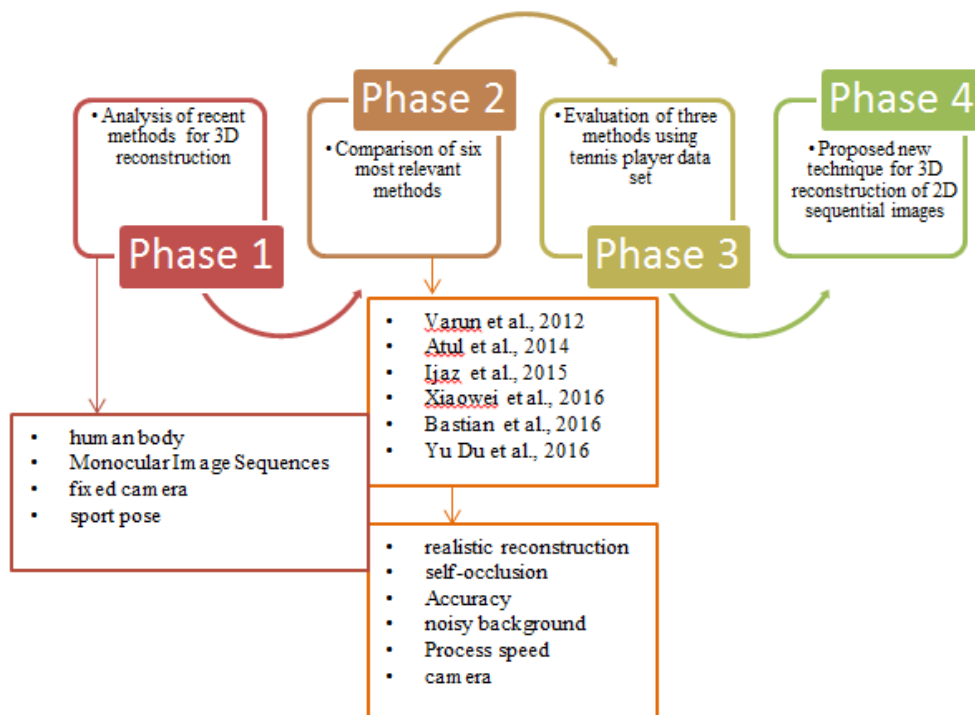 • Analysis of recent
methods for 3D
reconstruction
Phase 1
Phase 2
• Comparison of six
most relevant
methods
• Evaluation of three
methods using
tennis player data
set
Phase 3
Phase 4
• Proposed new
technique for 3D
reconstruction of 2D
sequential images
• human body
• Monocular Image Sequences
• fixed camera
• sport pose
• Varun et al., 2012
• Atul et al., 2014
• Ijaz et al., 2015
• Xiaowei et al., 2016
• Bastian et al., 2016
• Yu Du et al., 2016
• realistic reconstruction
• self-occlusion
• Accuracy
• noisy background
• Process speed
• camera